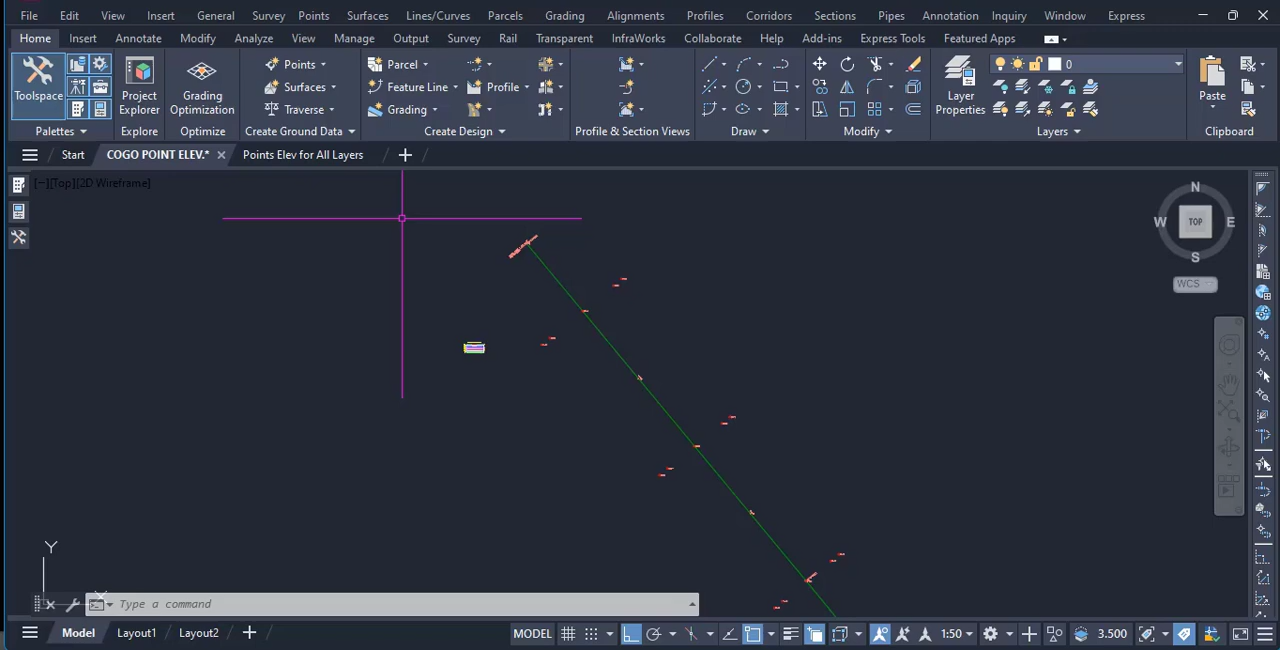 File Edit View Insert General Survey Points Surfaces Lines/Curves Parcels Grading Alignments Profiles Corridors Sections Pipes Annotation Inquiry Window Express
Home Insert Annotate Modify Analyze View Manage Output Survey Rail Transparent InfraWorks Collaborate Help Add-ins Express Tools Featured Apps
Toolspace
Project Explorer
Grading Optimization
Points
Surfaces
Traverse
Parcel
Feature Line
Grading
Profile
Layer Properties
0
Paste
Palettes Explore Optimize Create Ground Data Create Design Profile & Section Views Draw Modify Layers Clipboard
Start COGO POINT ELEV.* Points Elev for All Layers
[−][Top][2D Wireframe]
N
W TOP E
S
WCS
Y
Type a command
Model Layout1 Layout2 MODEL 1:50 3.500